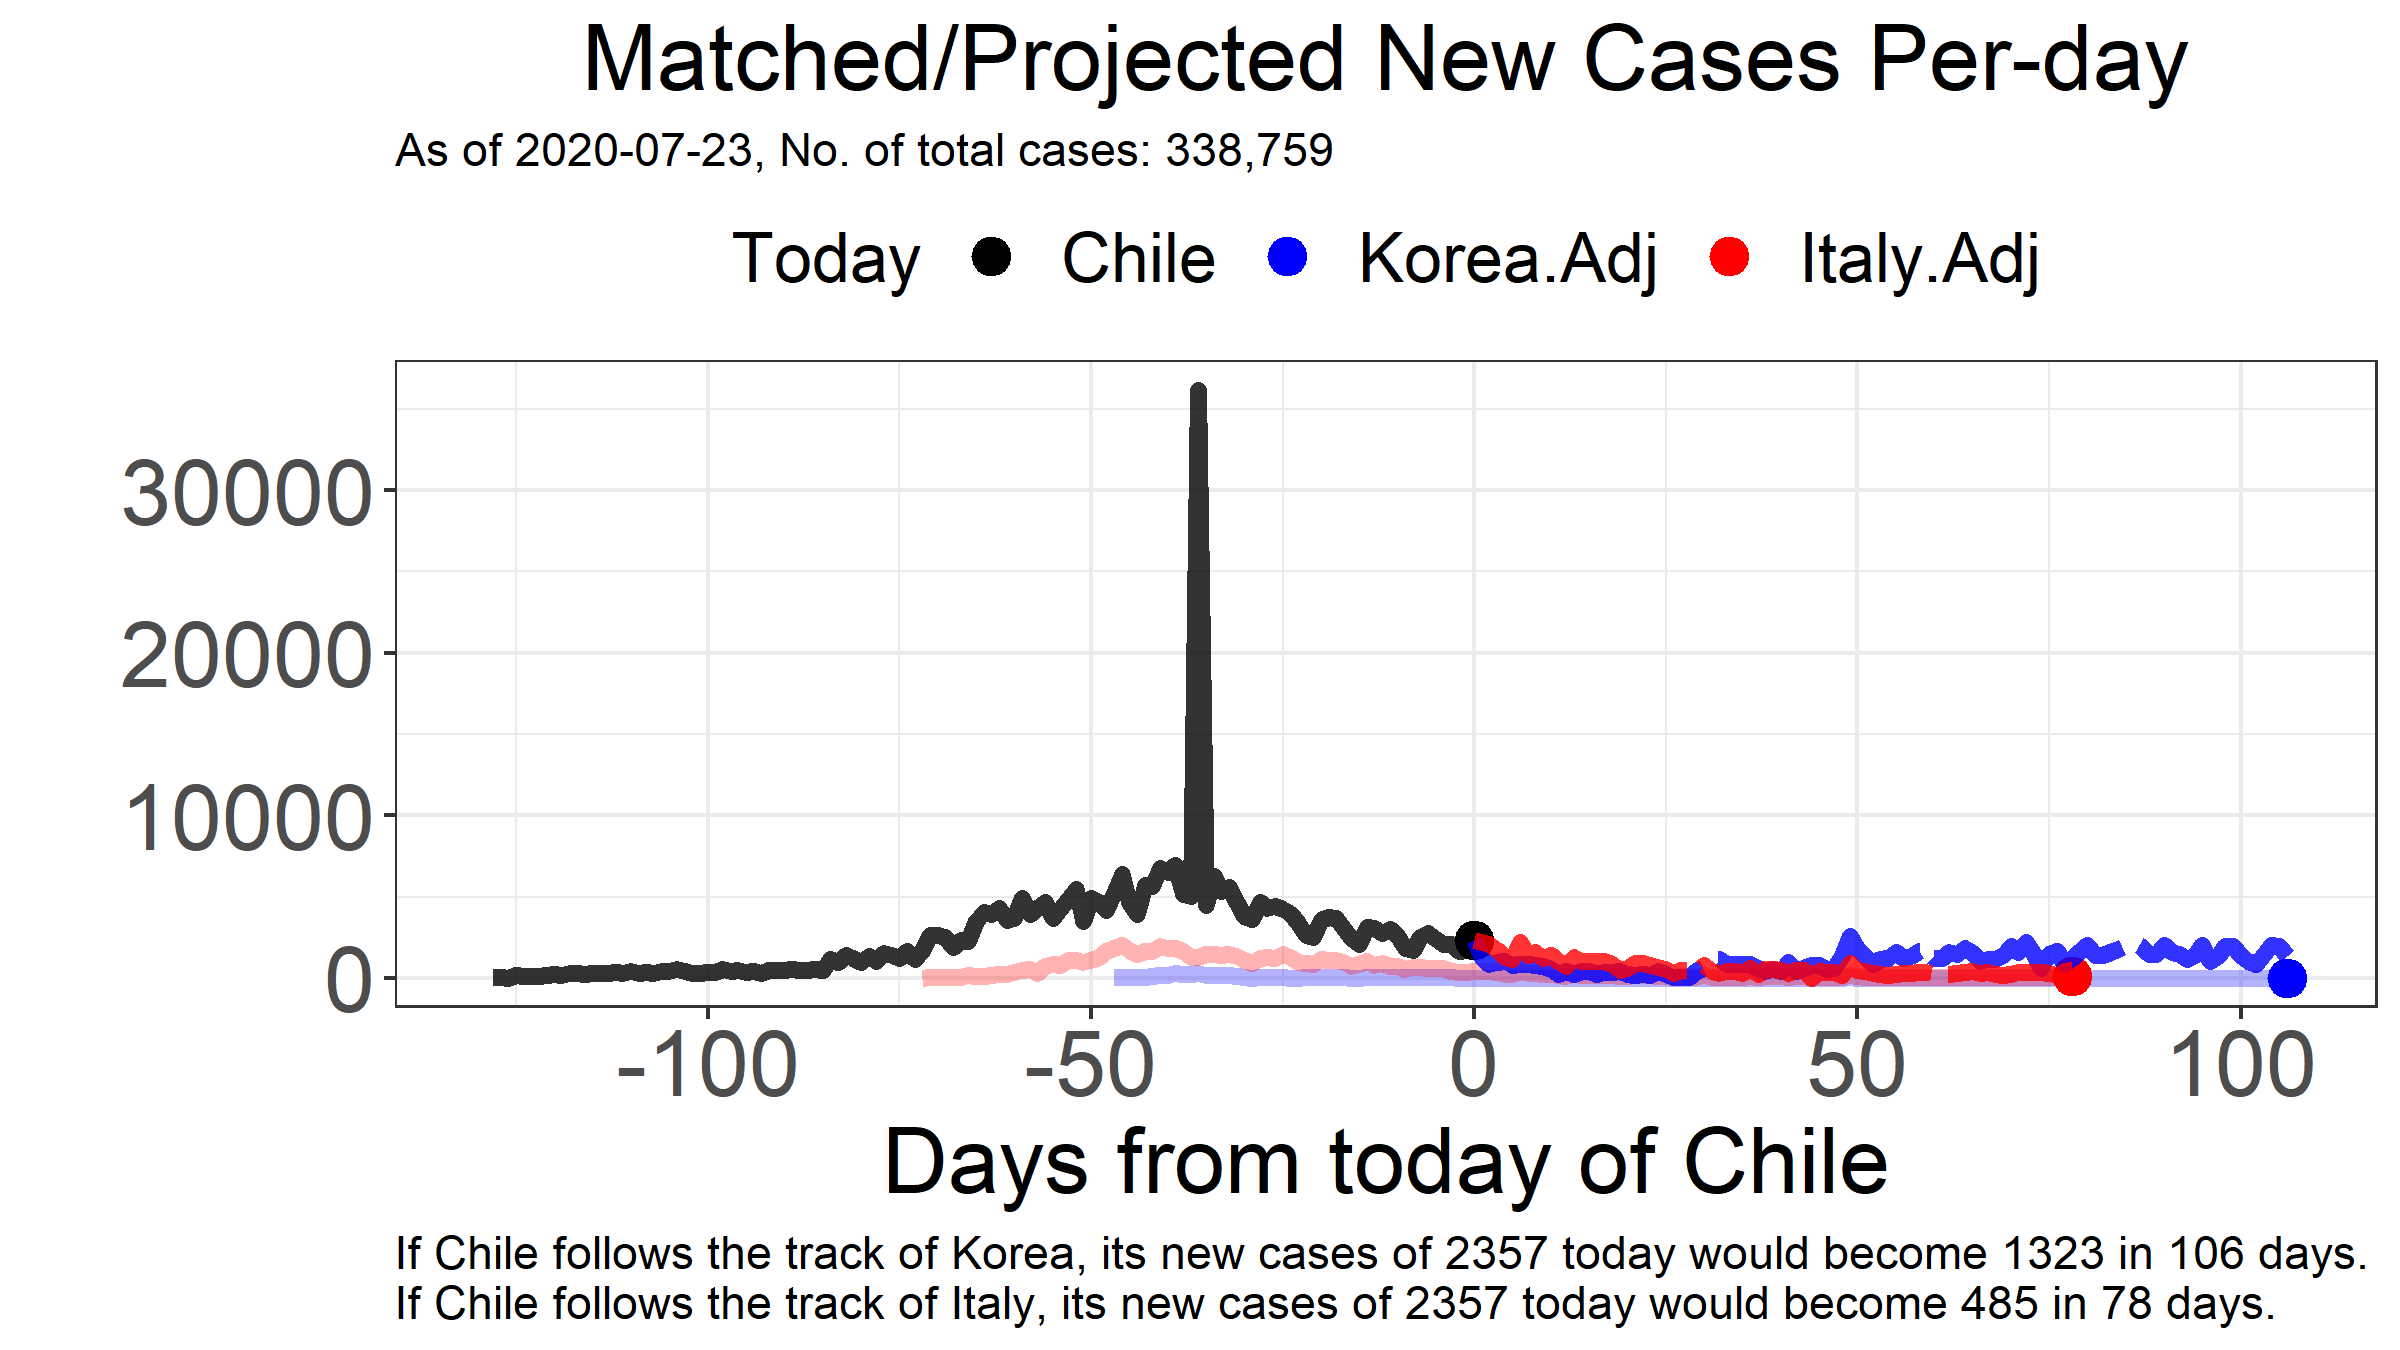 Matched/Projected New Cases Per-day
As of 2020-07-23, No. of total cases: 338,759
Today Chile Korea.Adj Italy.Adj
30000
20000
10000
0
-100 -50 0 50 100
Days from today of Chile
If Chile follows the track of Korea, its new cases of 2357 today would become 1323 in 106 days.
If Chile follows the track of Italy, its new cases of 2357 today would become 485 in 78 days.